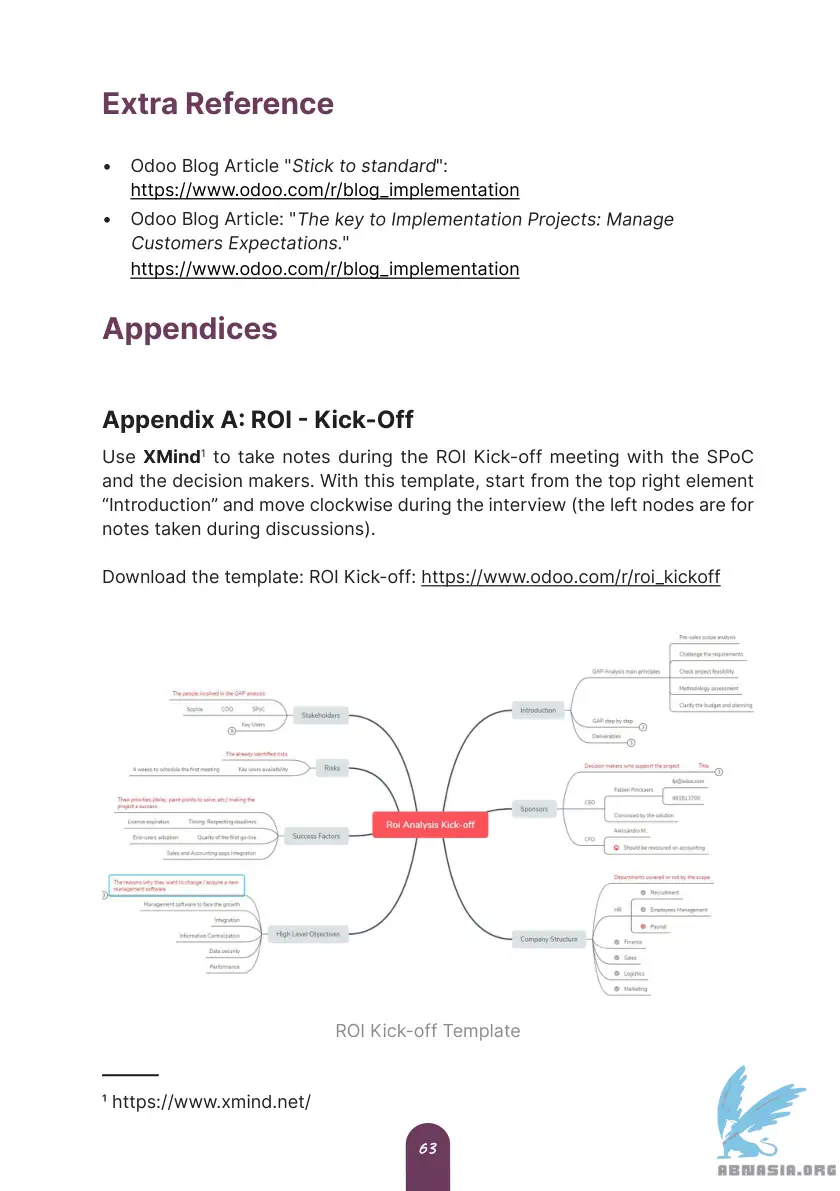 Extra Reference
• Odoo Blog Article "Stick to standard":
https://www.odoo.com/r/blog_implementation
• Odoo Blog Article: "The key to Implementation Projects: Manage
Customers Expectations."
https://www.odoo.com/r/blog_implementation
Appendices
Appendix A: ROI - Kick-Off
Use XMind¹ to take notes during the ROI Kick-off meeting with the SPoC
and the decision makers. With this template, start from the top right element
“Introduction” and move clockwise during the interview (the left nodes are for
notes taken during discussions).
Download the template: ROI Kick-off: https://www.odoo.com/r/roi_kickoff
Roi Analysis Kick-off
Introduction
GAP Analysis main principles
Pre-sales scope analysis
Challenge the requirements
Check project feasibility
Methodology assessment
Clarify the budget and planning
GAP step by step
Deliverables
Sponsors
Decision makers who support the project
This
CEO
Fabien Pinckaers
fp@odoo.com
Convinced by the solution
CFO
Alessandro M.
Should be reassured on accounting
Company Structure
Departments covered or not by the scope
HR
Recruitment
Employees Management
Payroll
Finance
Sales
Logistics
Marketing
Stakeholders
The people involved in the GAP analysis
Sophie COO SPoC
Key Users
Risks
The already identified risks
4 weeks to schedule the first meeting Key users availability
Success Factors
Their priorities (delay, paint points to solve, etc) making the
project a success
License expiration Timing: Respecting deadlines
End-users adoption Quality of the first go-live
Sales and Accounting apps integration
High Level Objectives
The reasons why they want to change / acquire a new
management software
Management software to face the growth
Integration
Information Centralization
Data security
Performance
ROI Kick-off Template
¹ https://www.xmind.net/
63
ABNASIA.ORG